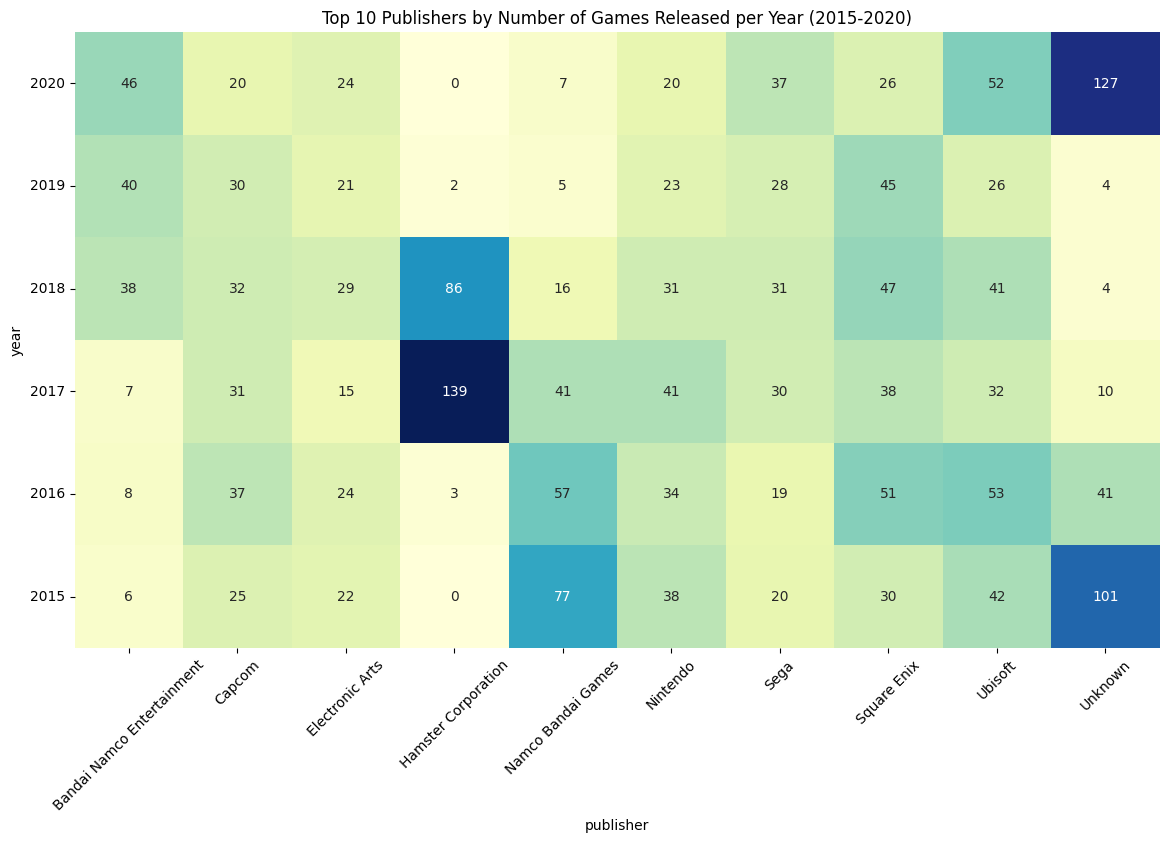 Top 10 Publishers by Number of Games Released per Year (2015-2020)
year
2020 46 20 24 0 7 20 37 26 52 127
2019 40 30 21 2 5 23 28 45 26 4
2018 38 32 29 86 16 31 31 47 41 4
2017 7 31 15 139 41 41 30 38 32 10
2016 8 37 24 3 57 34 19 51 53 41
2015 6 25 22 0 77 38 20 30 42 101
Bandai Namco Entertainment
Capcom
Electronic Arts
Hamster Corporation
Namco Bandai Games
Nintendo
Sega
Square Enix
Ubisoft
Unknown
publisher